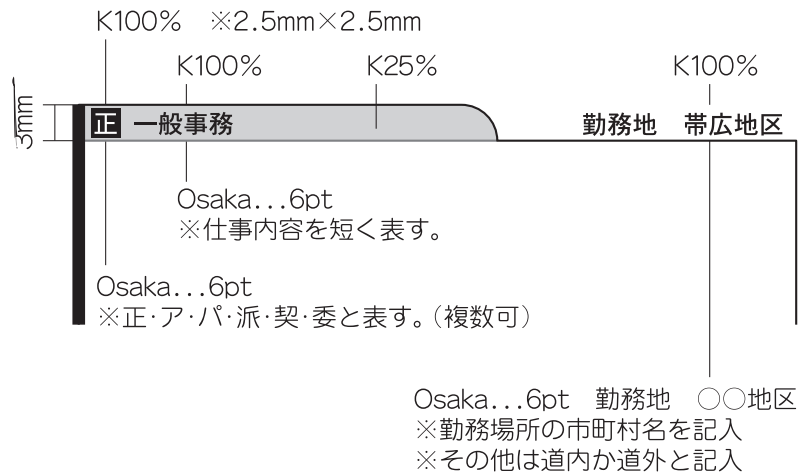 K100% ※2.5mm×2.5mm
K100%
K25%
K100%
3mm
正 一般事務
勤務地 帯広地区
Osaka...6pt
※仕事内容を短く表す。
Osaka...6pt
※正・ア・パ・派・契・委と表す。(複数可)
Osaka...6pt 勤務地 ○○地区
※勤務場所の市町村名を記入
※その他は道内か道外と記入